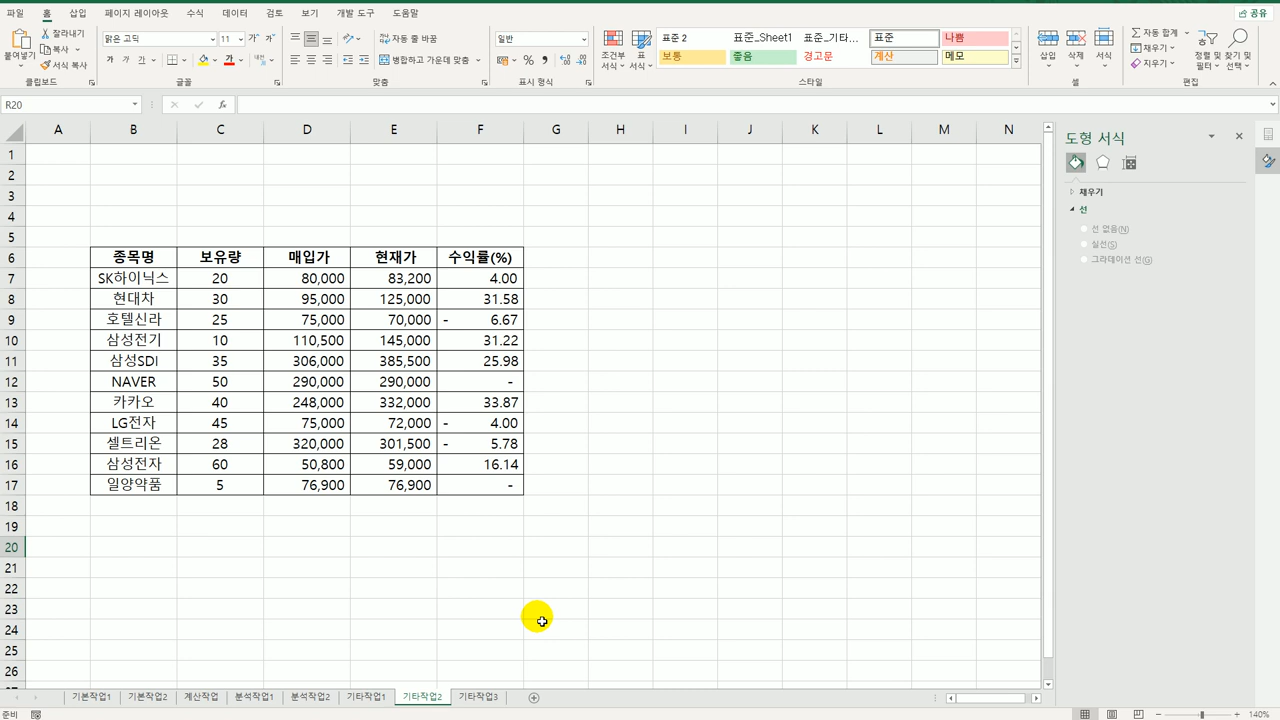 파일 홈 삽입 페이지 레이아웃 수식 데이터 검토 보기 개발 도구 도움말 공유
붙여넣기 잘라내기 복사 서식 복사 클립보드
맑은 고딕 11 가 가 가 글꼴
자동 줄 바꿈 병합하고 가운데 맞춤 맞춤
일반 % 표시 형식
조건부 서식 표 서식
표준 2 표준_Sheet1 표준_기타... 표준 나쁨
보통 좋음 경고문 계산 메모
스타일
삽입 삭제 서식 셀
자동 합계 채우기 지우기 정렬 및 필터 찾기 및 선택 편집
R20 fx
A B C D E F G H I J K L M N
1
2
3
4
5
6 종목명 보유량 매입가 현재가 수익률(%)
7 SK하이닉스 20 80,000 83,200 4.00
8 현대차 30 95,000 125,000 31.58
9 호텔신라 25 75,000 70,000 - 6.67
10 삼성전기 10 110,500 145,000 31.22
11 삼성SDI 35 306,000 385,500 25.98
12 NAVER 50 290,000 290,000 -
13 카카오 40 248,000 332,000 33.87
14 LG전자 45 75,000 72,000 - 4.00
15 셀트리온 28 320,000 301,500 - 5.78
16 삼성전자 60 50,800 59,000 16.14
17 일양약품 5 76,900 76,900 -
18
19
20
21
22
23
24
25
26
도형 서식
채우기
선
선 없음(N)
실선(S)
그라데이션 선(G)
기본작업1 기본작업2 계산작업 분석작업1 분석작업2 기타작업1 기타작업2 기타작업3
준비 140%